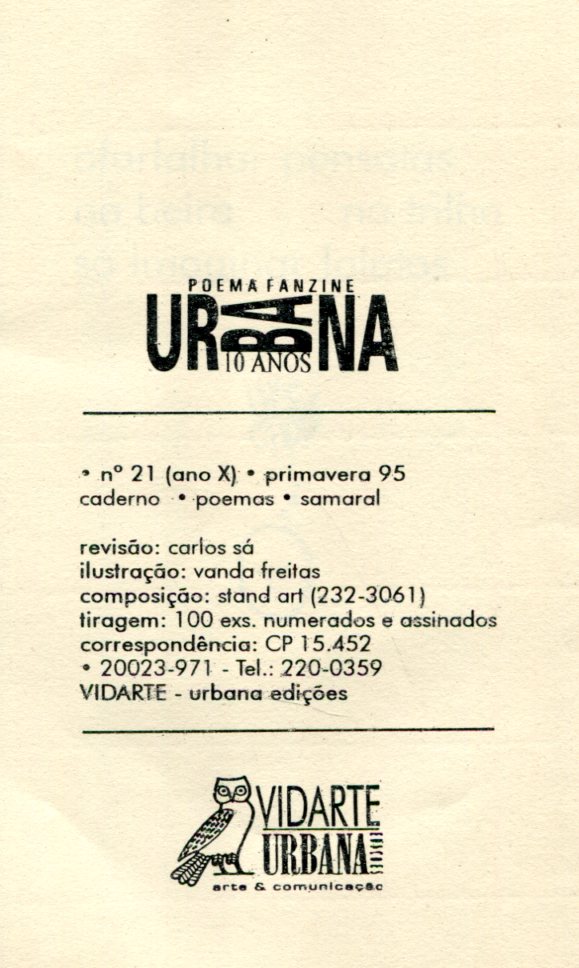 POEMA FANZINE
URBANA
10 ANOS
• nº 21 (ano X) • primavera 95
caderno • poemas • samaral
revisão: carlos sá
ilustração: vanda freitas
composição: stand art (232-3061)
tiragem: 100 exs. numerados e assinados
correspondência: CP 15.452
• 20023-971 - Tel.: 220-0359
VIDARTE - urbana edições
VIDARTE
URBANA
EDIÇÕES
arte & comunicação